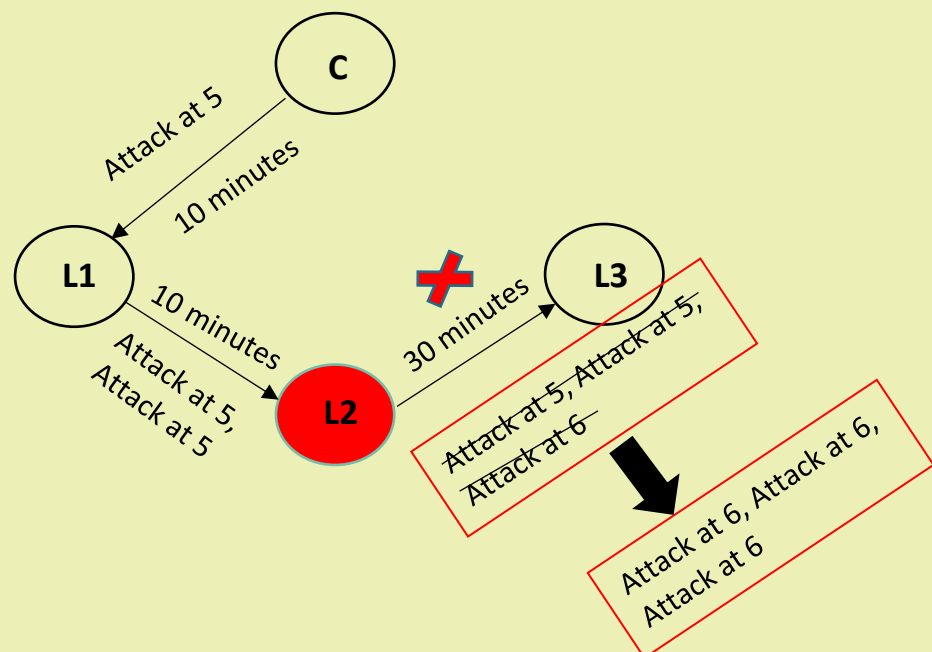 C
Attack at 5
10 minutes
L1
10 minutes
Attack at 5,
Attack at 5
L2
30 minutes
L3
Attack at 5, Attack at 5,
Attack at 6
Attack at 6, Attack at 6,
Attack at 6